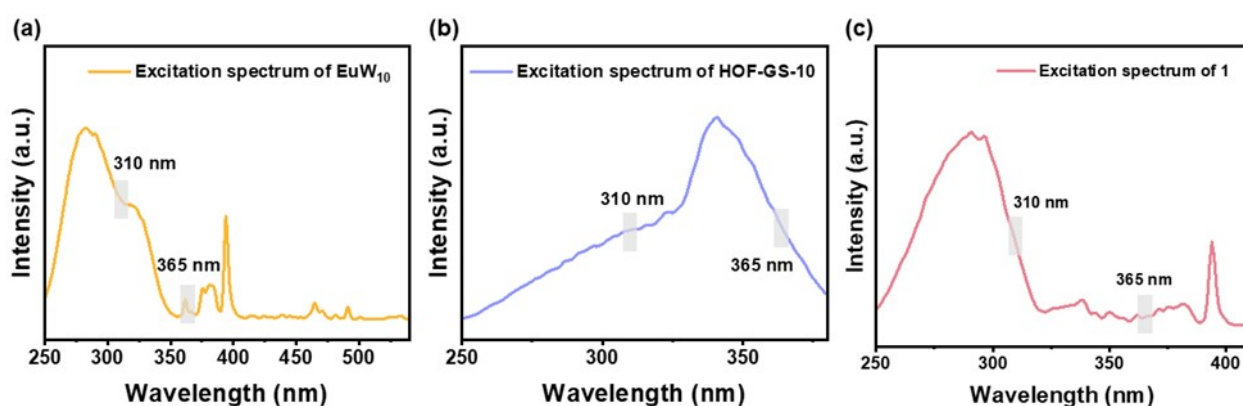 (a)
Excitation spectrum of EuW₁₀
310 nm
365 nm
Intensity (a.u.)
250 300 350 400 450 500
Wavelength (nm)
(b)
Excitation spectrum of HOF-GS-10
310 nm
365 nm
Intensity (a.u.)
250 300 350
Wavelength (nm)
(c)
Excitation spectrum of 1
310 nm
365 nm
Intensity (a.u.)
250 300 350 400
Wavelength (nm)